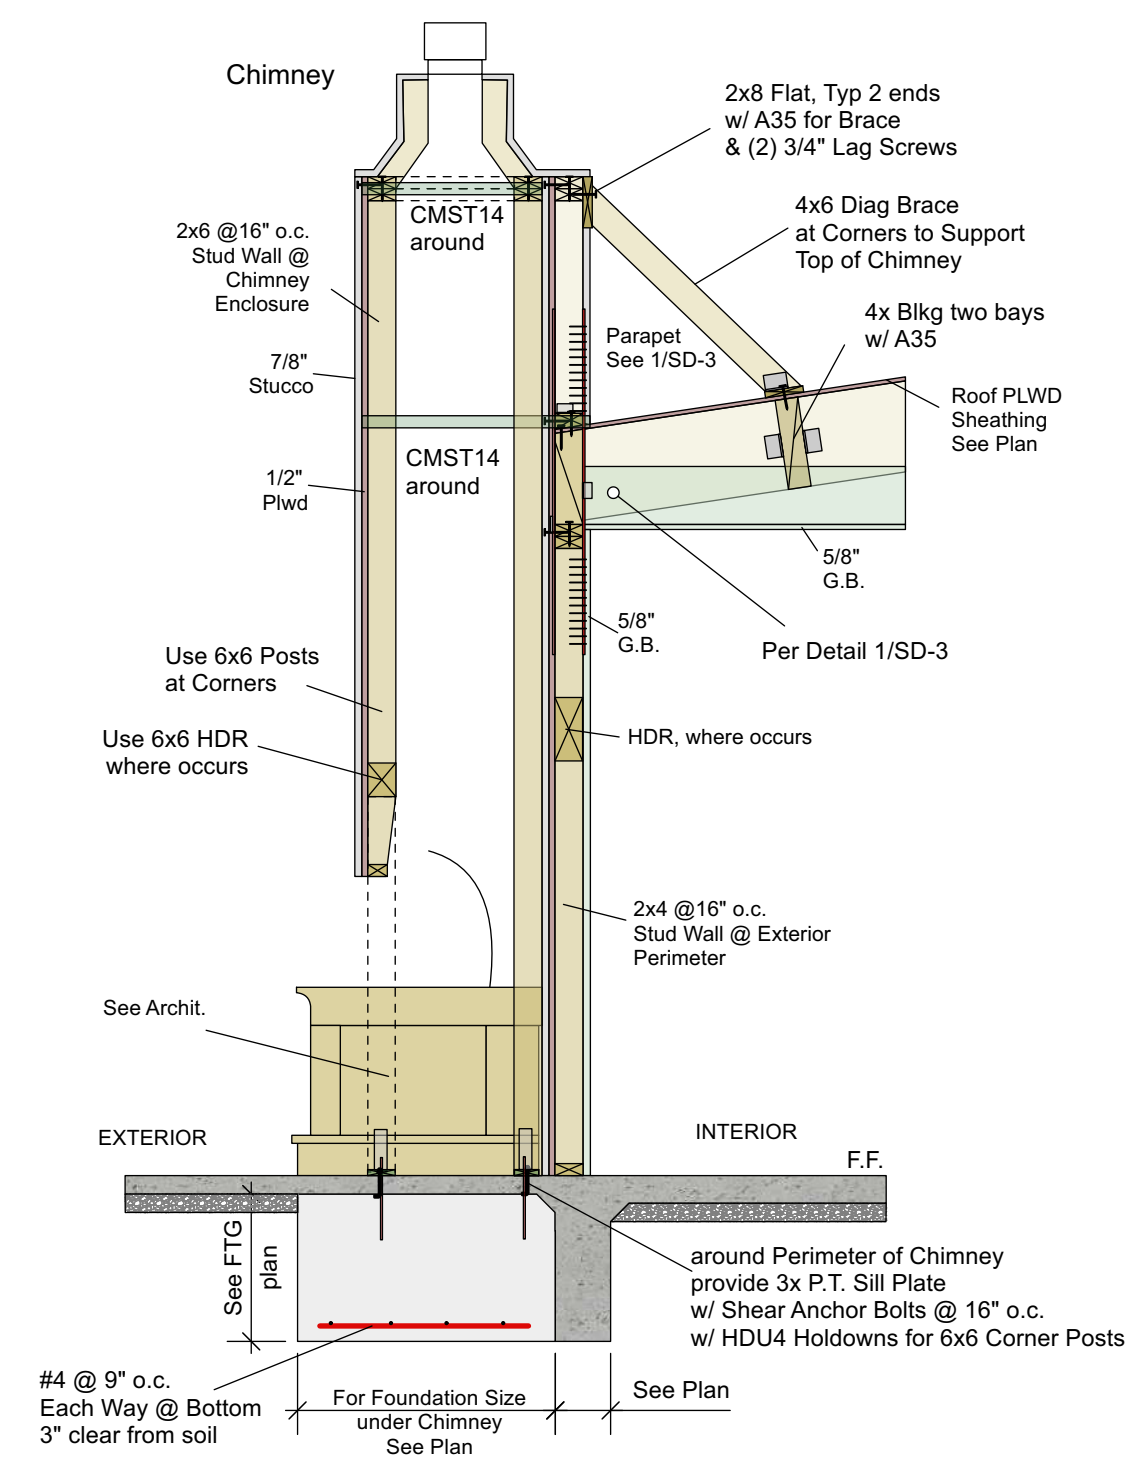 Chimney
2x8 Flat, Typ 2 ends
w/ A35 for Brace
& (2) 3/4" Lag Screws
4x6 Diag Brace
at Corners to Support
Top of Chimney
CMST14
around
2x6 @16" o.c.
Stud Wall @
Chimney
Enclosure
4x Blkg two bays
w/ A35
Parapet
See 1/SD-3
7/8"
Stucco
Roof PLWD
Sheathing
See Plan
CMST14
around
1/2"
Plwd
5/8"
G.B.
5/8"
G.B.
Per Detail 1/SD-3
Use 6x6 Posts
at Corners
Use 6x6 HDR
where occurs
HDR, where occurs
2x4 @16" o.c.
Stud Wall @ Exterior
Perimeter
See Archit.
EXTERIOR
INTERIOR
F.F.
See FTG
plan
around Perimeter of Chimney
provide 3x P.T. Sill Plate
w/ Shear Anchor Bolts @ 16" o.c.
w/ HDU4 Holdowns for 6x6 Corner Posts
#4 @ 9" o.c.
Each Way @ Bottom
3" clear from soil
For Foundation Size
under Chimney
See Plan
See Plan